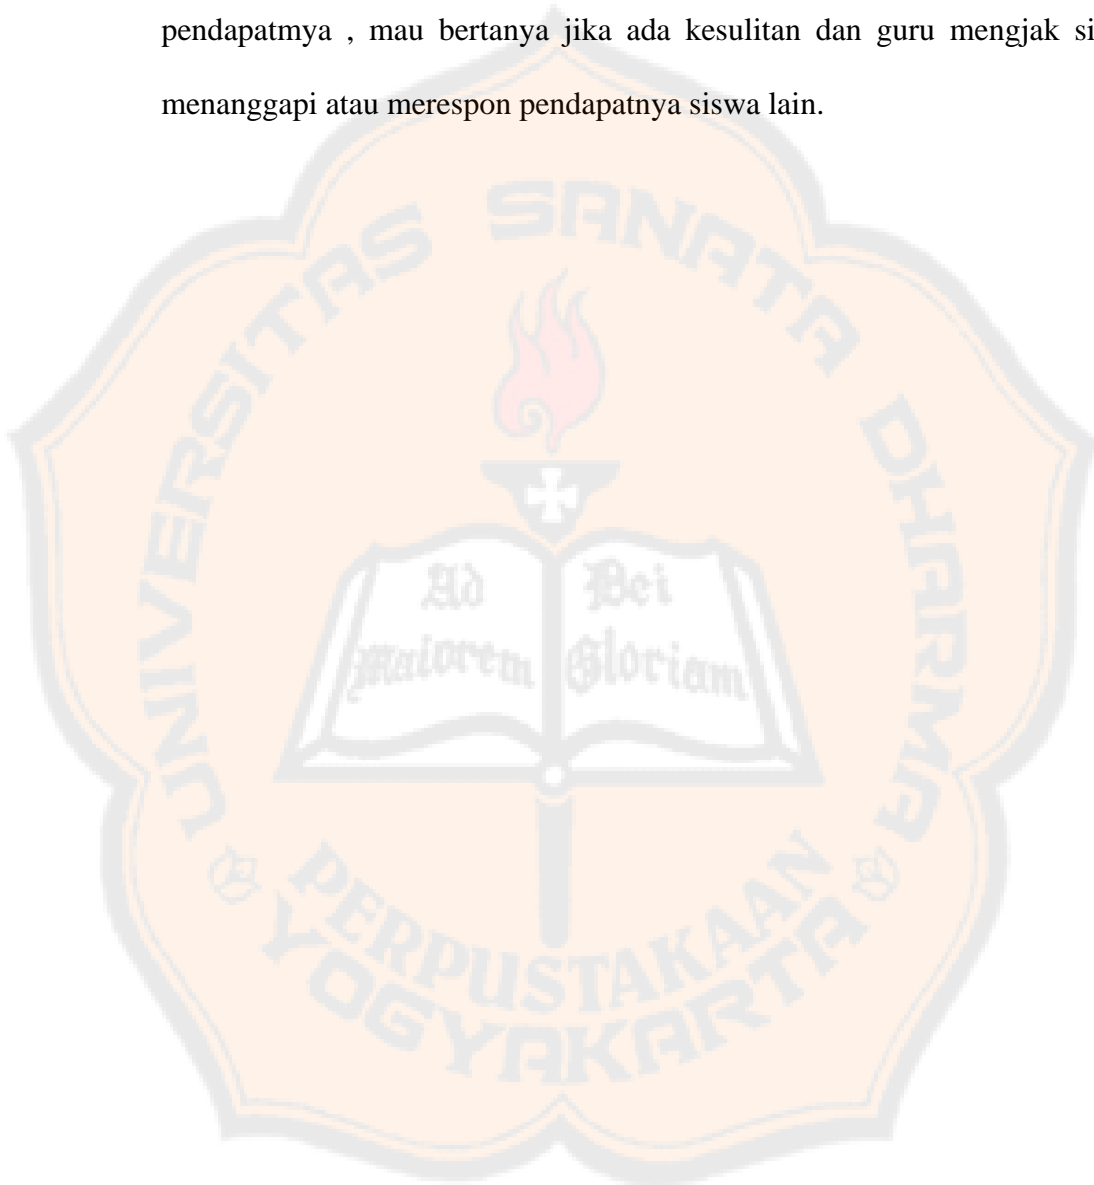 pendapatmya , mau bertanya jika ada kesulitan dan guru mengjak si
menanggapi atau merespon pendapatnya siswa lain.
UNIVERSITAS SANATA DHARMA
Ad Dei
Maiorem Gloriam
PERPUSTAKAAN
YOGYAKARTA